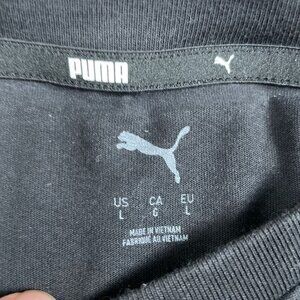 PUMA
US CA EU
L G L
MADE IN VIETNAM
FABRIQUÉ AU VIETNAM